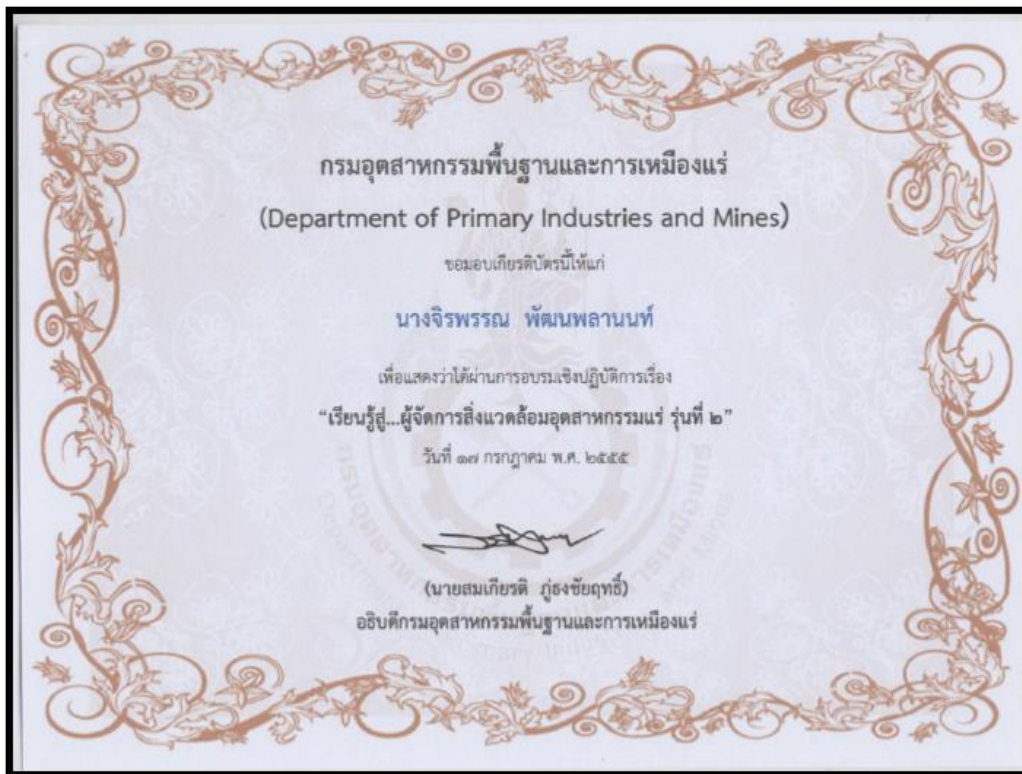 กรมอุตสาหกรรมพื้นฐานและการเหมืองแร่
(Department of Primary Industries and Mines)
ขอมอบเกียรติบัตรนี้ให้แก่
นางจิรพรรณ พัฒนพลานนท์
เพื่อแสดงว่าได้ผ่านการอบรมเชิงปฏิบัติการเรื่อง
“เรียนรู้สู่...ผู้จัดการสิ่งแวดล้อมอุตสาหกรรมแร่ รุ่นที่ ๒”
วันที่ ๑๗ กรกฎาคม พ.ศ. ๒๕๕๕
(นายสมเกียรติ ภู่ธงชัยฤทธิ์)
อธิบดีกรมอุตสาหกรรมพื้นฐานและการเหมืองแร่